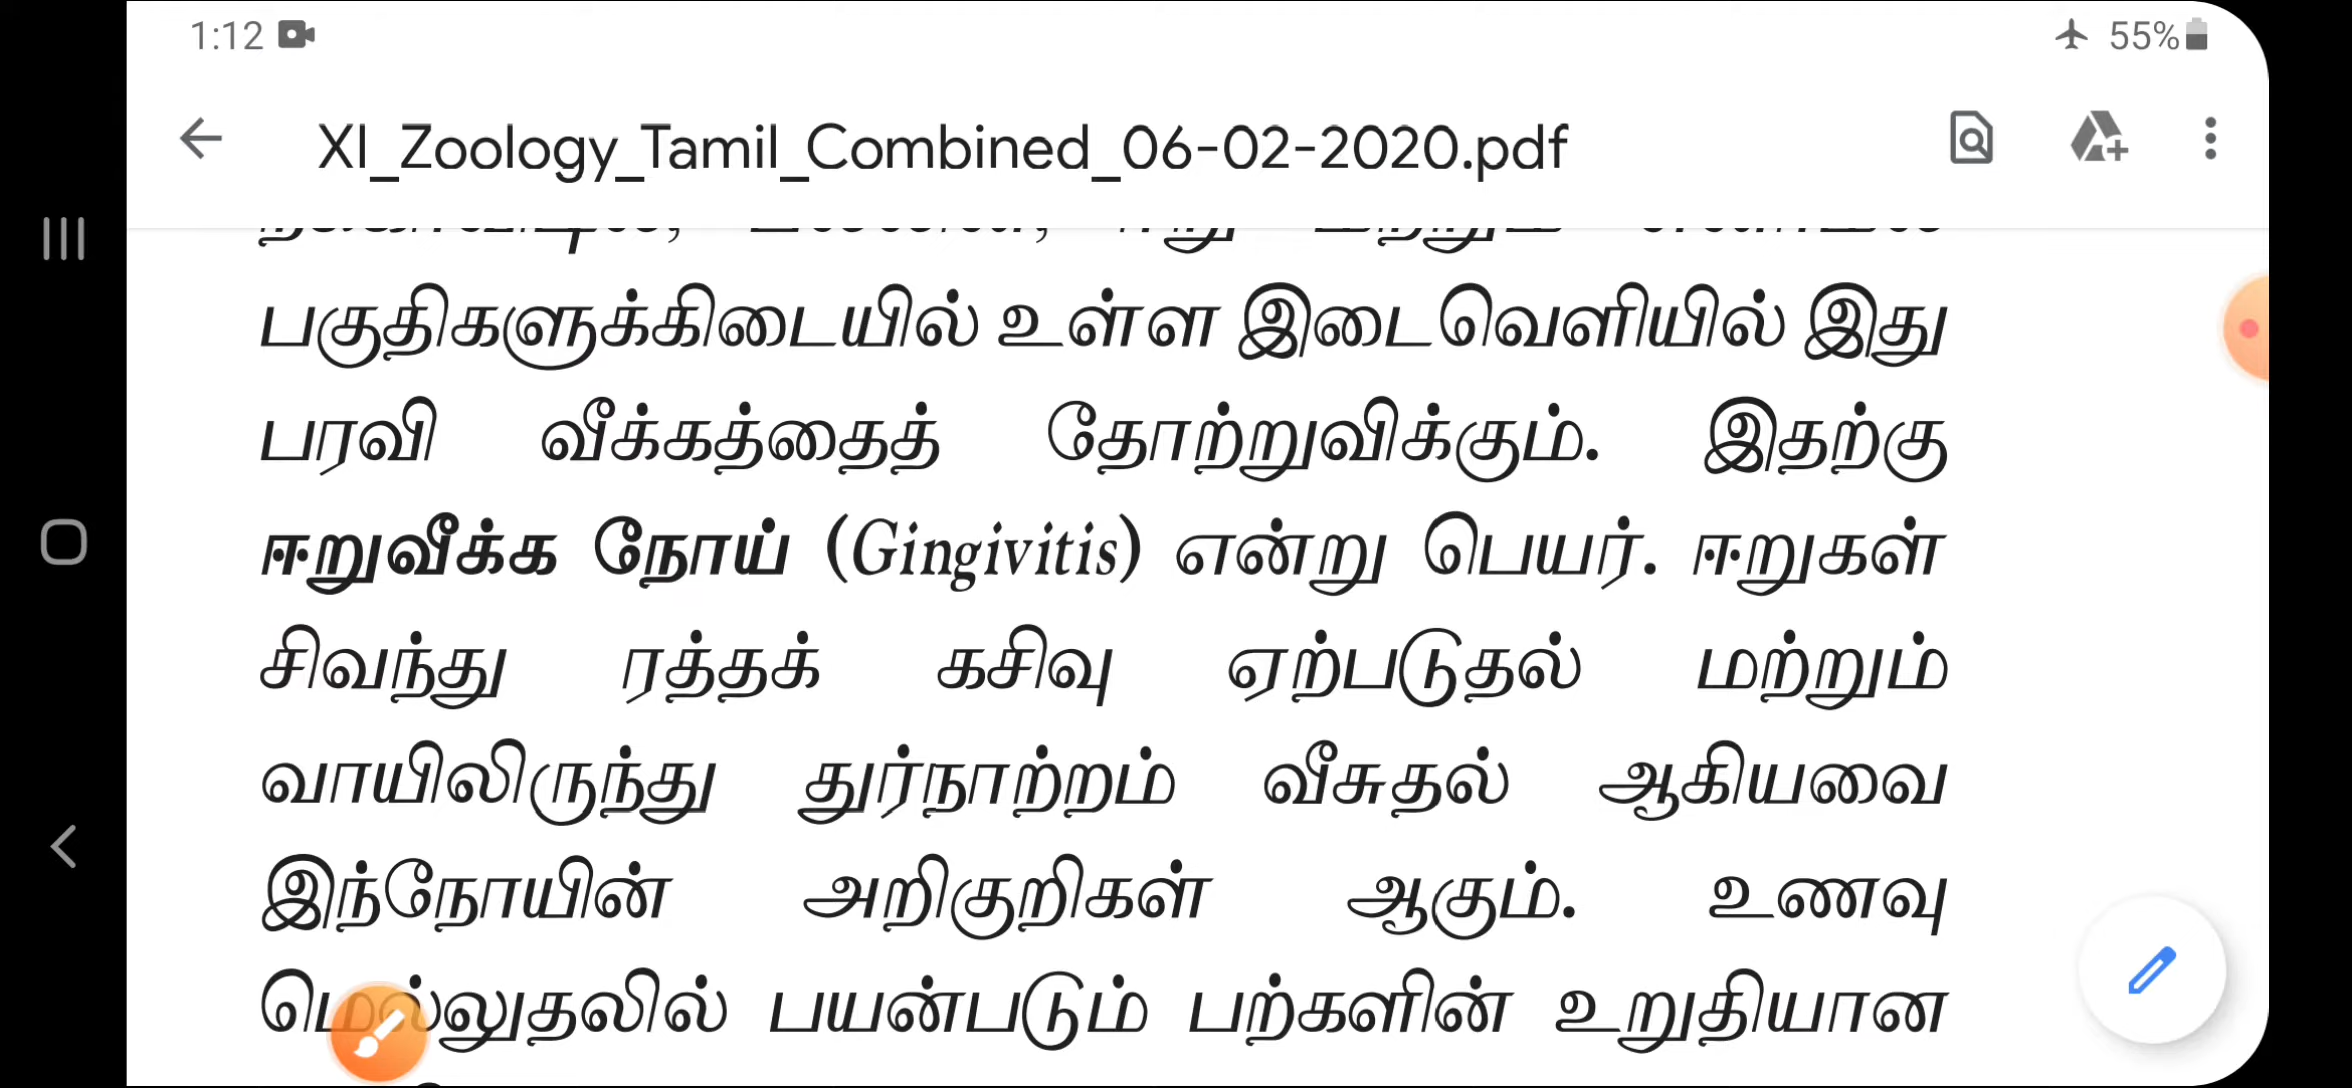 1:12
55%
XI_Zoology_Tamil_Combined_06-02-2020.pdf
பகுதிகளுக்கிடையில் உள்ள இடைவெளியில் இது
பரவி வீக்கத்தைத் தோற்றுவிக்கும். இதற்கு
ஈறுவீக்க நோய் (Gingivitis) என்று பெயர். ஈறுகள்
சிவந்து ரத்தக் கசிவு ஏற்படுதல் மற்றும்
வாயிலிருந்து துர்நாற்றம் வீசுதல் ஆகியவை
இந்நோயின் அறிகுறிகள் ஆகும். உணவு
மெல்லுதலில் பயன்படும் பற்களின் உறுதியான